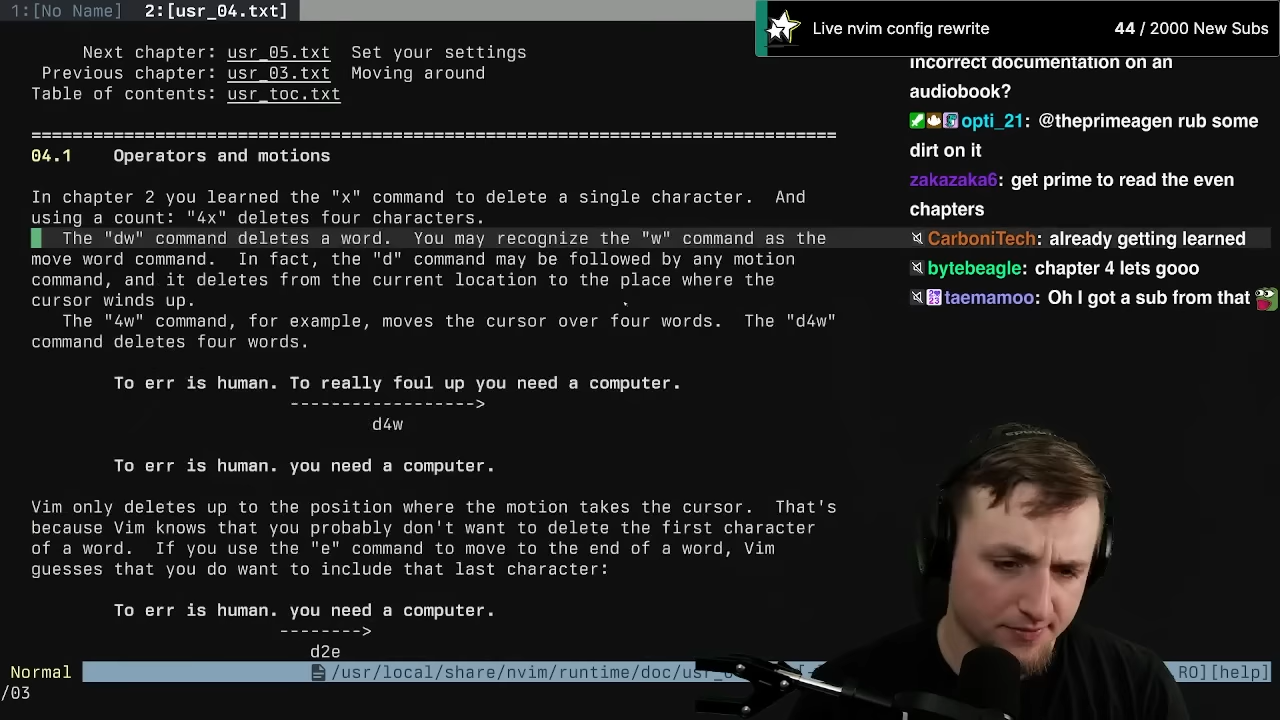 1:[No Name]  2:[usr_04.txt]
Next chapter: usr_05.txt  Set your settings
Previous chapter: usr_03.txt  Moving around
Table of contents: usr_toc.txt
==============================================================================
04.1    Operators and motions
In chapter 2 you learned the "x" command to delete a single character.  And
using a count: "4x" deletes four characters.
The "dw" command deletes a word.  You may recognize the "w" command as the
move word command.  In fact, the "d" command may be followed by any motion
command, and it deletes from the current location to the place where the
cursor winds up.
The "4w" command, for example, moves the cursor over four words.  The "d4w"
command deletes four words.
To err is human. To really foul up you need a computer.
------------------>
d4w
To err is human. you need a computer.
Vim only deletes up to the position where the motion takes the cursor.  That's
because Vim knows that you probably don't want to delete the first character
of a word.  If you use the "e" command to move to the end of a word, Vim
guesses that you do want to include that last character:
To err is human. you need a computer.
-------->
d2e
Normal
/usr/local/share/nvim/runtime/doc/usr_
RO][help]
/03
Live nvim config rewrite
44 / 2000 New Subs
incorrect documentation on an
audiobook?
opti_21: @theprimeagen rub some
dirt on it
zakazaka6: get prime to read the even
chapters
CarboniTech: already getting learned
bytebeagle: chapter 4 lets gooo
taemamoo: Oh I got a sub from that